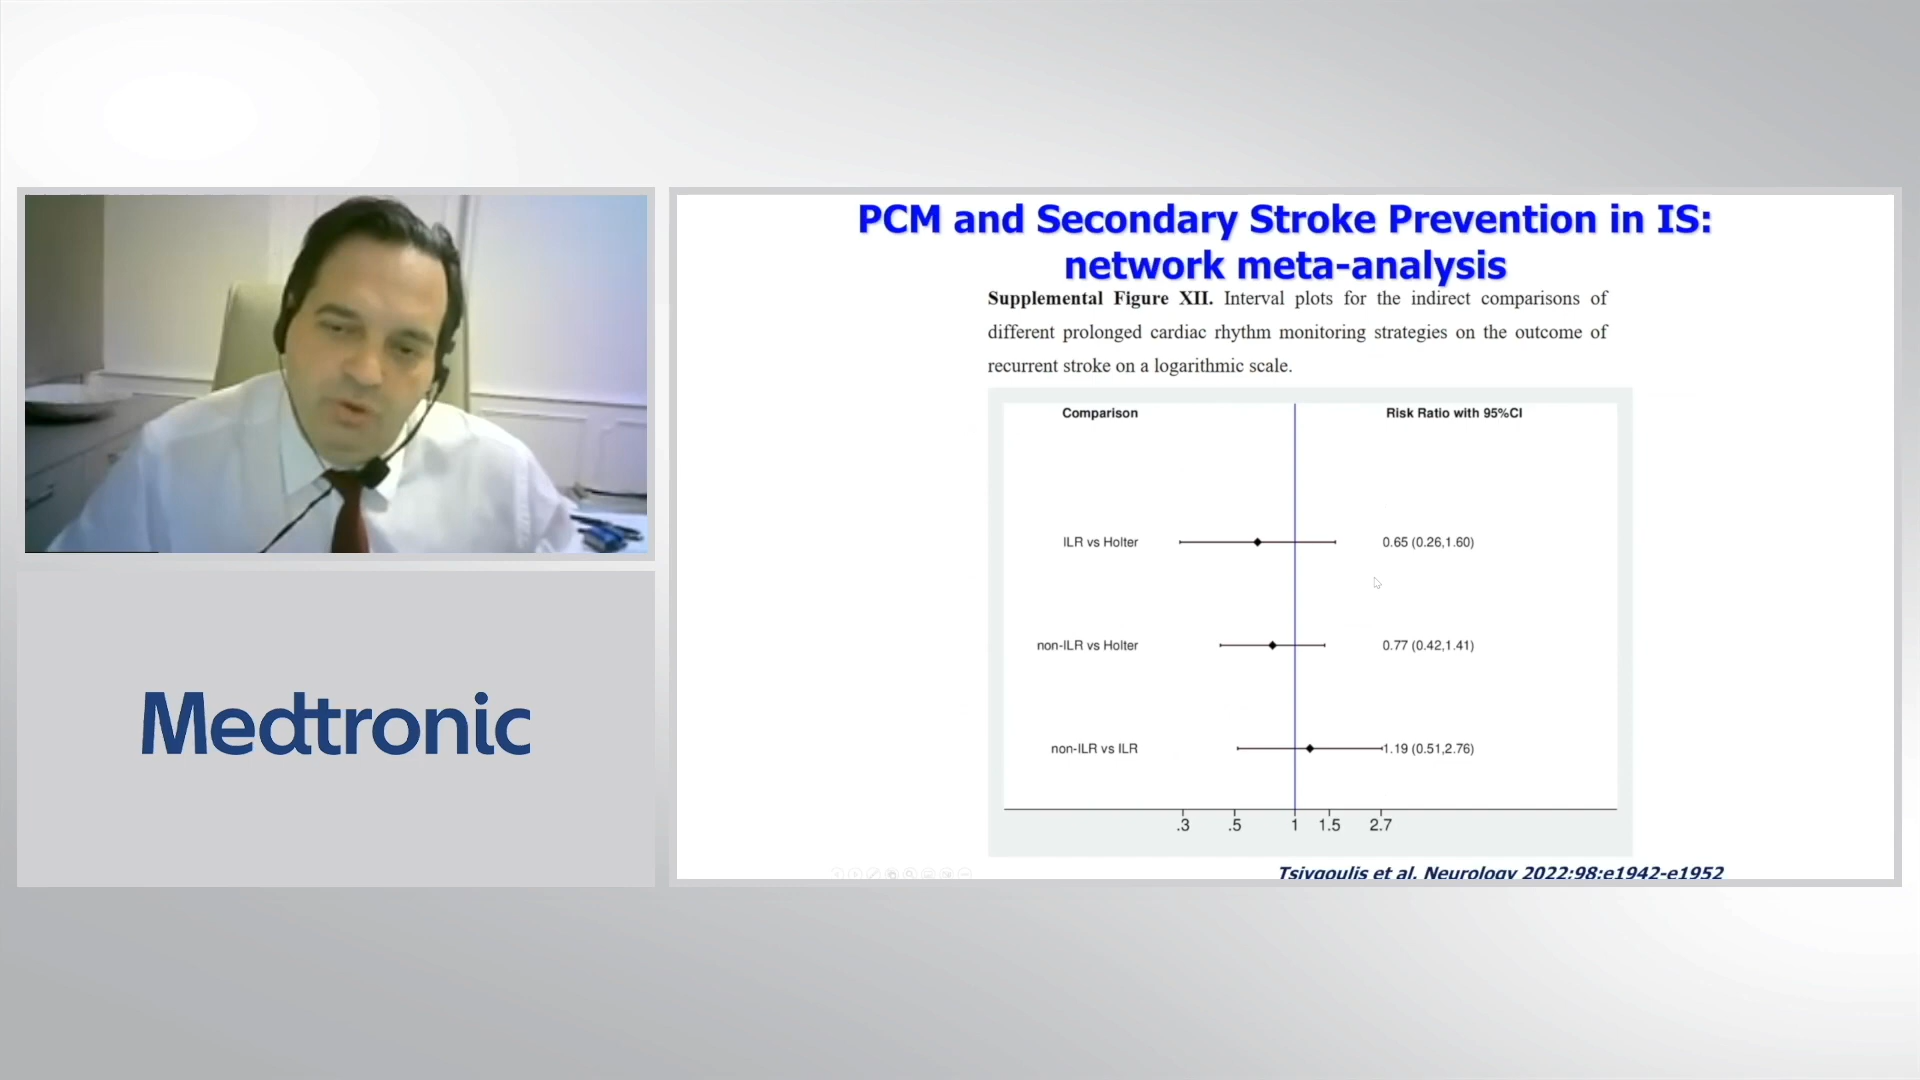 PCM and Secondary Stroke Prevention in IS:
network meta-analysis
Supplemental Figure XII. Interval plots for the indirect comparisons of
different prolonged cardiac rhythm monitoring strategies on the outcome of
recurrent stroke on a logarithmic scale.
Comparison Risk Ratio with 95%CI
ILR vs Holter 0.65 (0.26,1.60)
non-ILR vs Holter 0.77 (0.42,1.41)
non-ILR vs ILR 1.19 (0.51,2.76)
.3 .5 1 1.5 2.7
Tsivgoulis et al. Neurology 2022;98:e1942-e1952
Medtronic